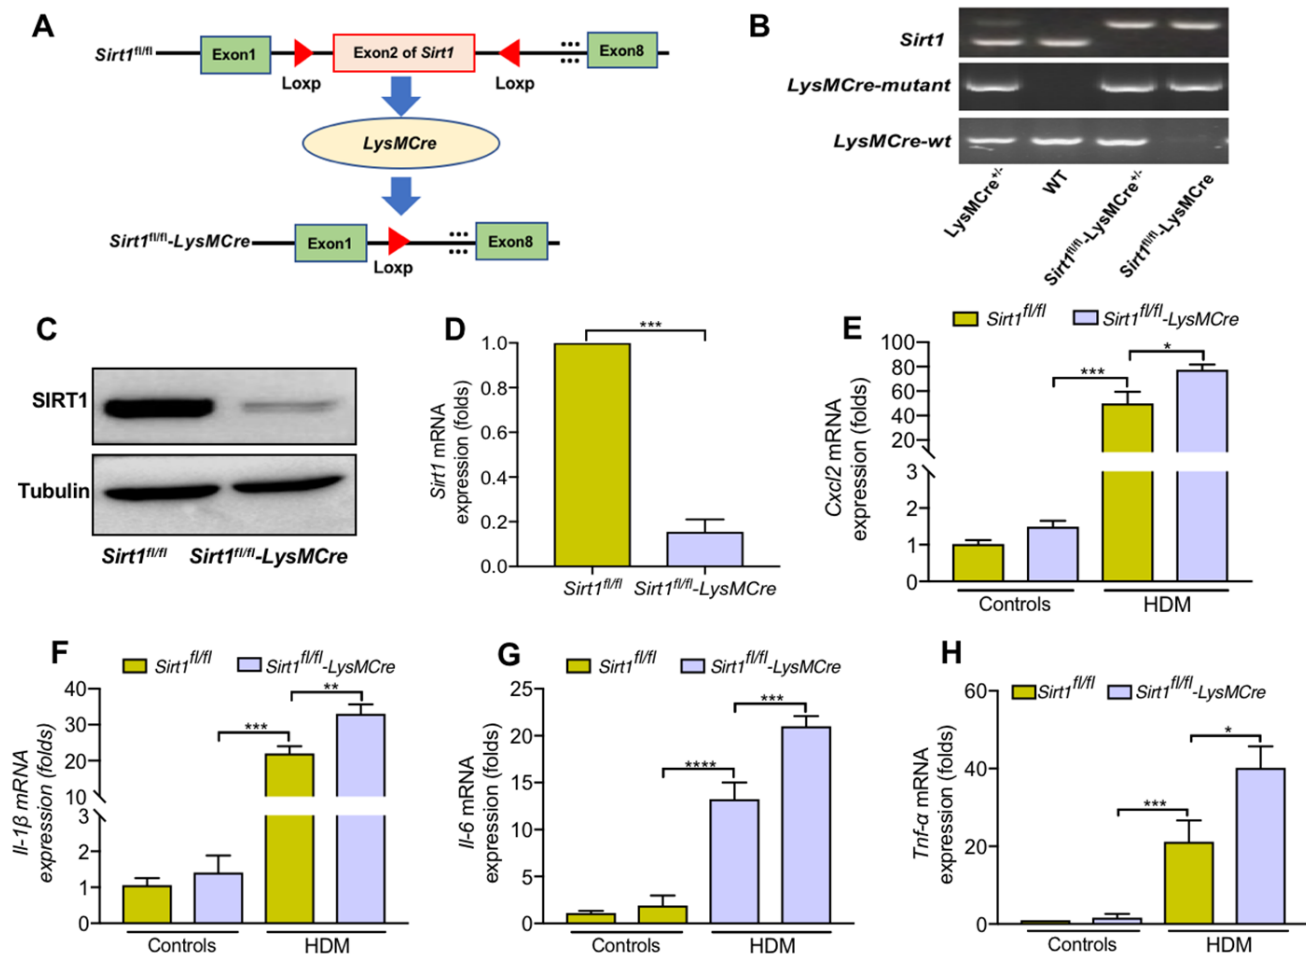 A
Sirt1fl/fl
Exon1
Exon2 of Sirt1
Exon8
Loxp
Loxp
LysMCre
Sirt1fl/fl-LysMCre
Exon1
Exon8
Loxp
B
Sirt1
LysMCre-mutant
LysMCre-wt
LysMCre+/-
WT
Sirt1fl/fl-LysMCre+/-
Sirt1fl/fl-LysMCre
C
SIRT1
Tubulin
Sirt1fl/fl
Sirt1fl/fl-LysMCre
D
Sirt1 mRNA
expression (folds)
1.0
0.8
0.6
0.4
0.2
0.0
***
Sirt1fl/fl
Sirt1fl/fl-LysMCre
E
Sirt1fl/fl
Sirt1fl/fl-LysMCre
Cxcl2 mRNA
expression (folds)
100
80
60
40
20
3
2
1
0
***
*
Controls
HDM
F
Sirt1fl/fl
Sirt1fl/fl-LysMCre
Il-1β mRNA
expression (folds)
40
30
20
10
3
2
1
0
***
**
Controls
HDM
G
Sirt1fl/fl
Sirt1fl/fl-LysMCre
Il-6 mRNA
expression (folds)
25
20
15
10
5
0
****
***
Controls
HDM
H
Sirt1fl/fl
Sirt1fl/fl-LysMCre
Tnf-α mRNA
expression (folds)
60
40
20
0
***
*
Controls
HDM